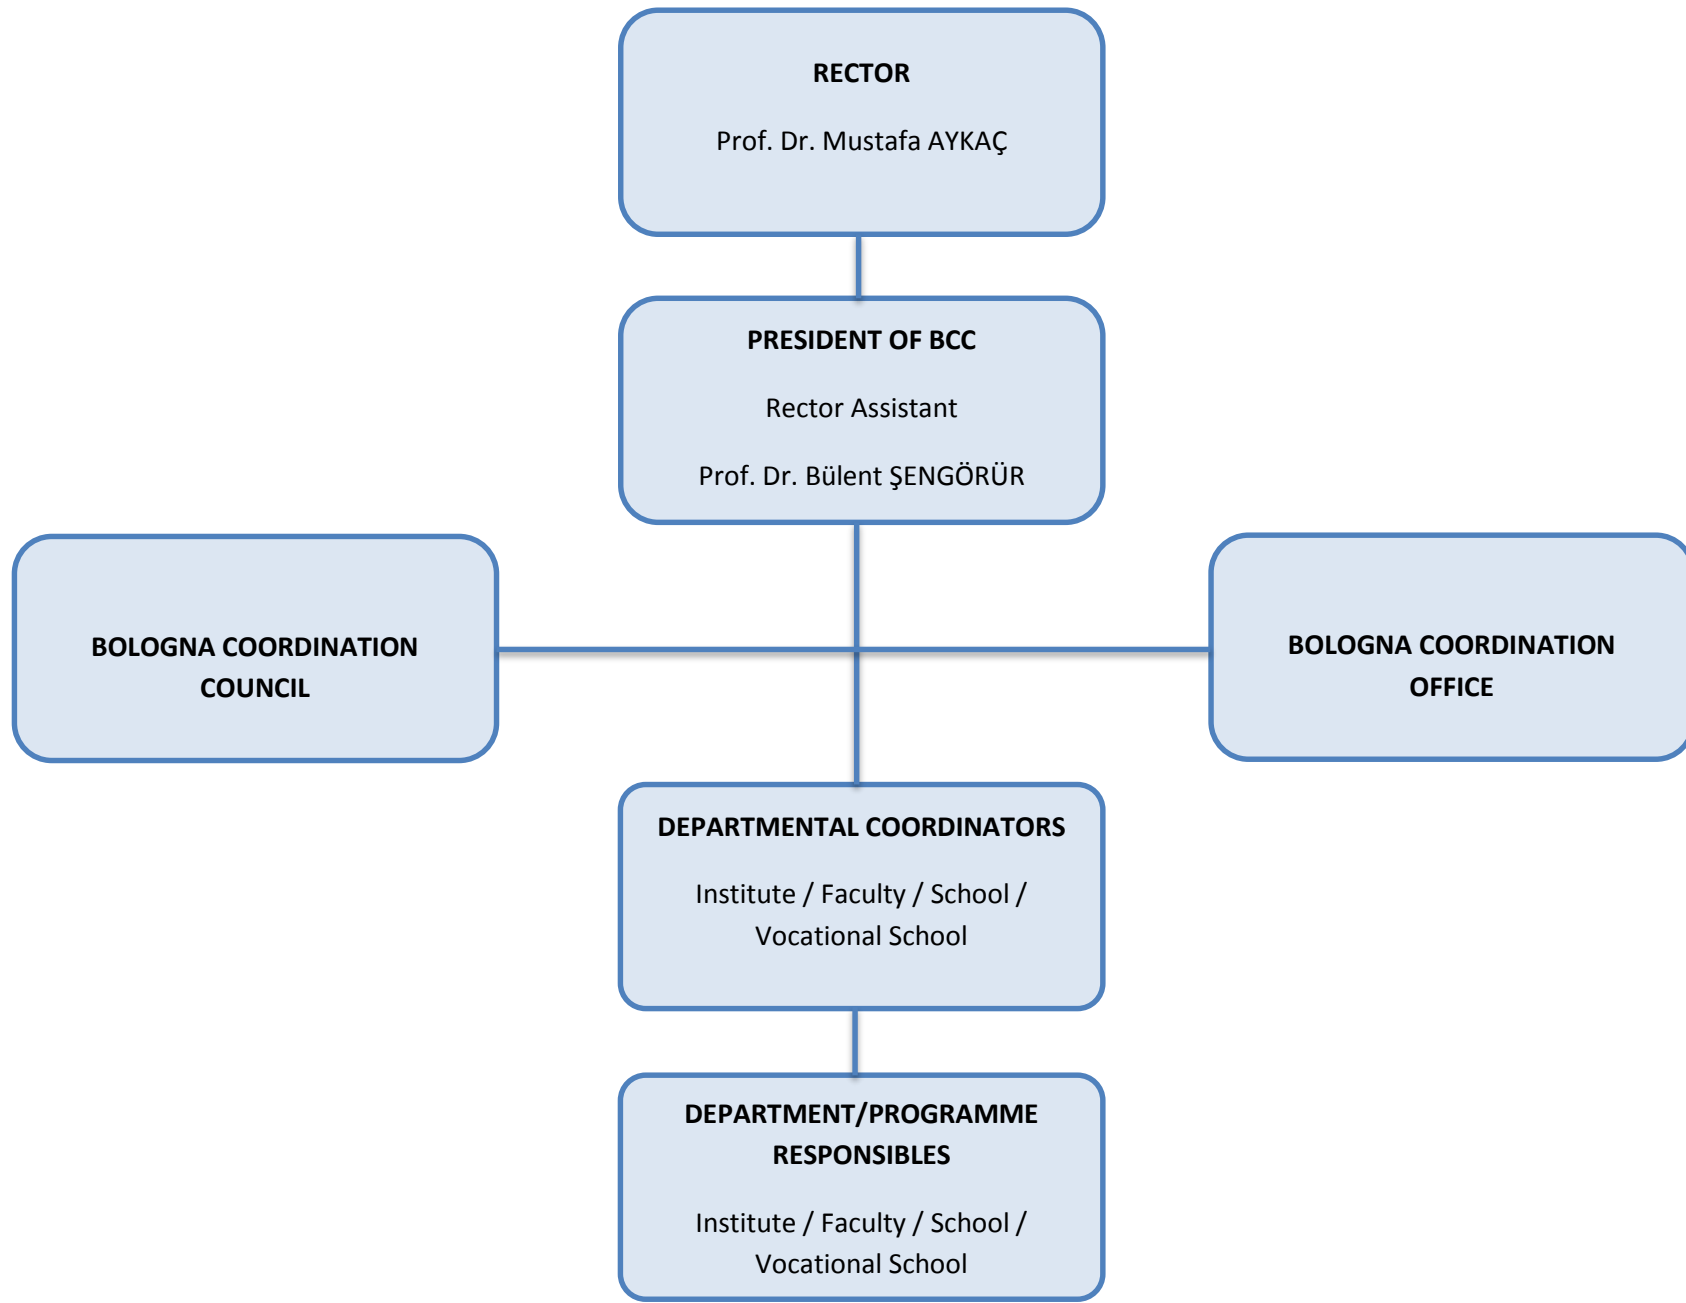 RECTOR
Prof. Dr. Mustafa AYKAÇ
PRESIDENT OF BCC
Rector Assistant
Prof. Dr. Bülent ŞENGÖRÜR
BOLOGNA COORDINATION
COUNCIL
BOLOGNA COORDINATION
OFFICE
DEPARTMENTAL COORDINATORS
Institute / Faculty / School /
Vocational School
DEPARTMENT/PROGRAMME
RESPONSIBLES
Institute / Faculty / School /
Vocational School